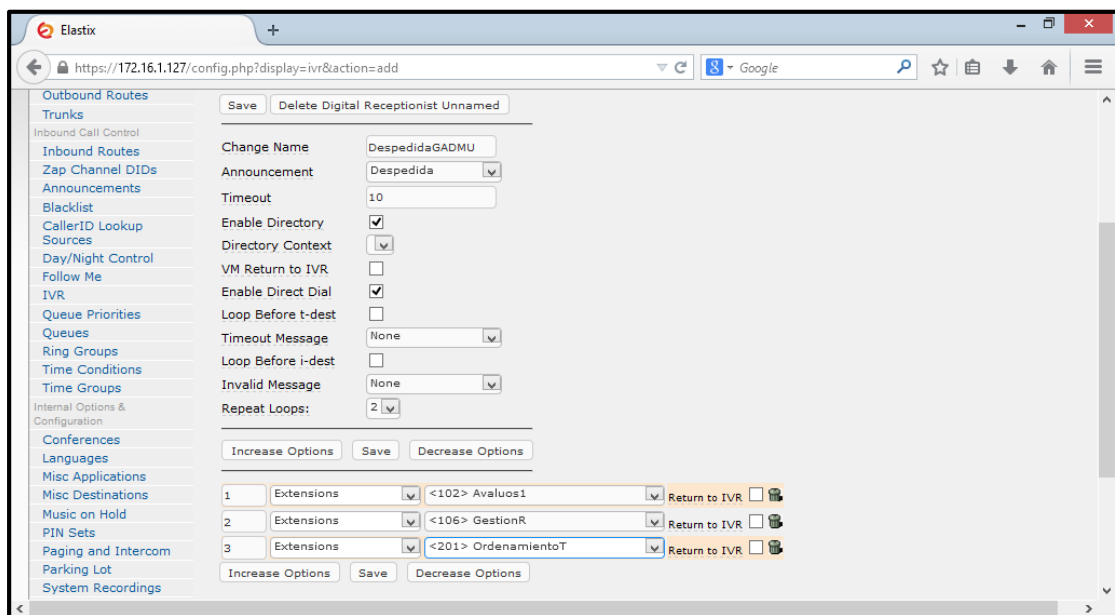 Elastix
https://172.16.1.127/config.php?display=ivr&action=add
Google
Outbound Routes
Trunks
Inbound Call Control
Inbound Routes
Zap Channel DIDs
Announcements
Blacklist
CallerID Lookup
Sources
Day/Night Control
Follow Me
IVR
Queue Priorities
Queues
Ring Groups
Time Conditions
Time Groups
Internal Options &
Configuration
Conferences
Languages
Misc Applications
Misc Destinations
Music on Hold
PIN Sets
Paging and Intercom
Parking Lot
System Recordings
Save Delete Digital Receptionist Unnamed
Change Name DespedidaGADMU
Announcement Despedida
Timeout 10
Enable Directory
Directory Context
VM Return to IVR
Enable Direct Dial
Loop Before t-dest
Timeout Message None
Loop Before i-dest
Invalid Message None
Repeat Loops: 2
Increase Options Save Decrease Options
1 Extensions <102> Avaluos1 Return to IVR
2 Extensions <106> GestionR Return to IVR
3 Extensions <201> OrdenamientoT Return to IVR
Increase Options Save Decrease Options